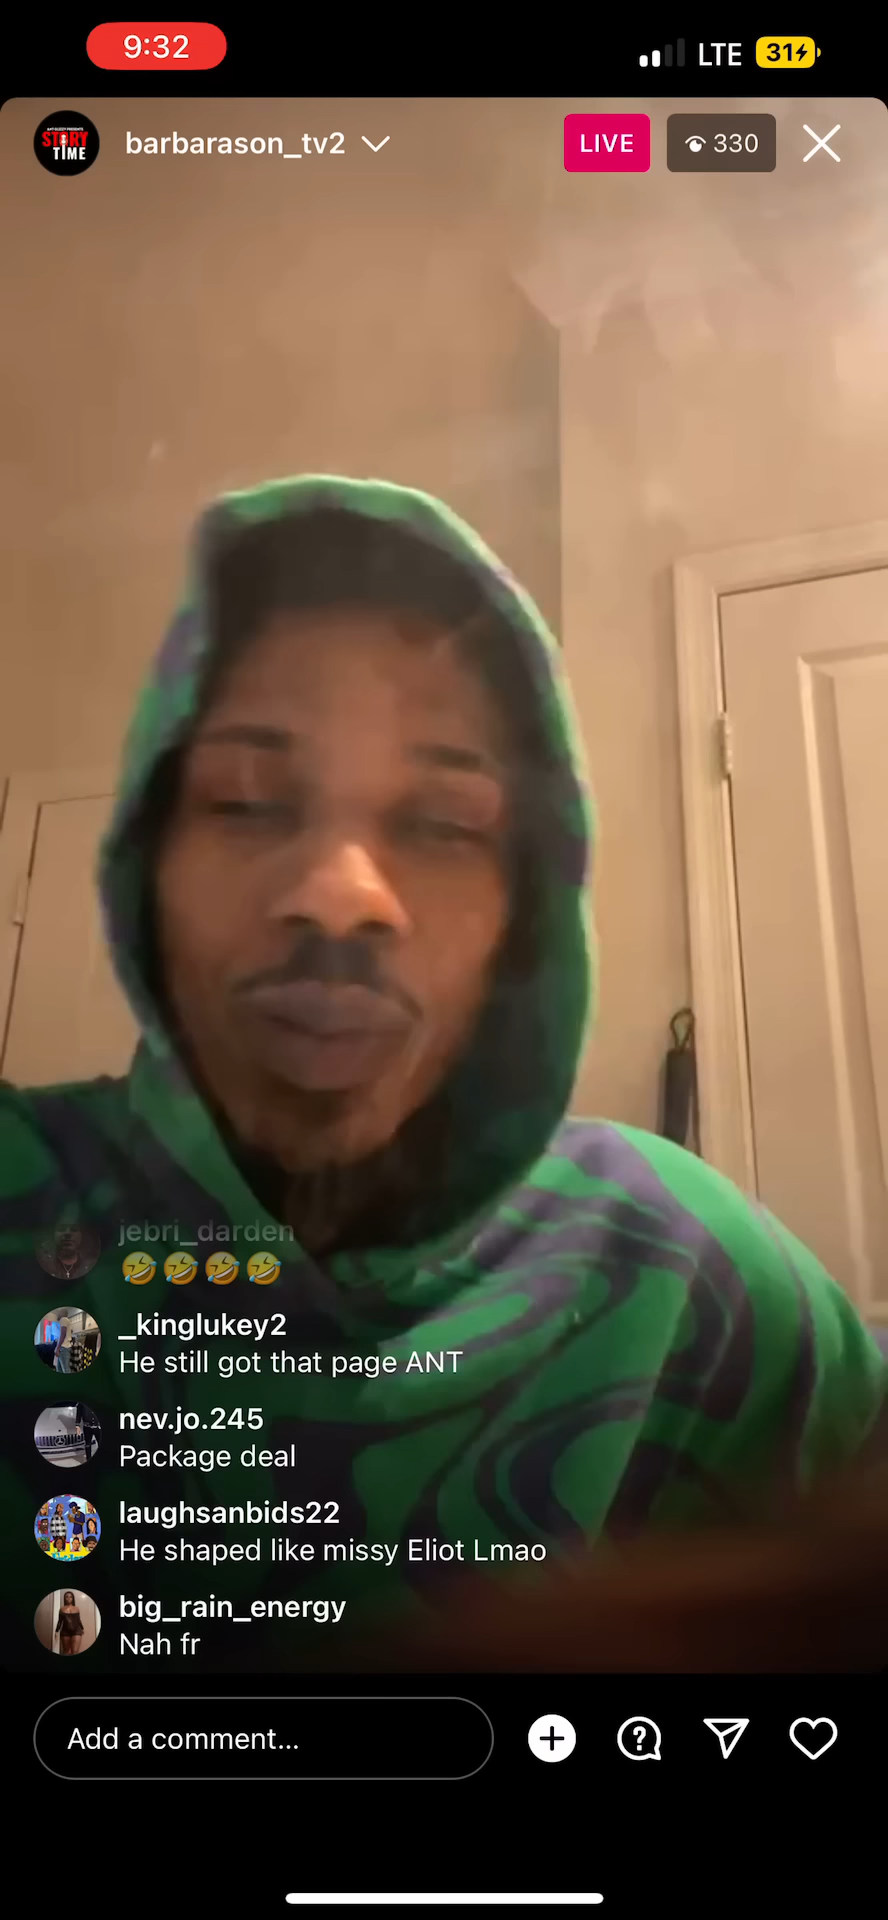 9:32
LTE
31
STORY
TIME
barbarason_tv2
LIVE
330
jebri_darden
🤣🤣🤣🤣
_kinglukey2
He still got that page ANT
nev.jo.245
Package deal
laughsanbids22
He shaped like missy Eliot Lmao
big_rain_energy
Nah fr
Add a comment...